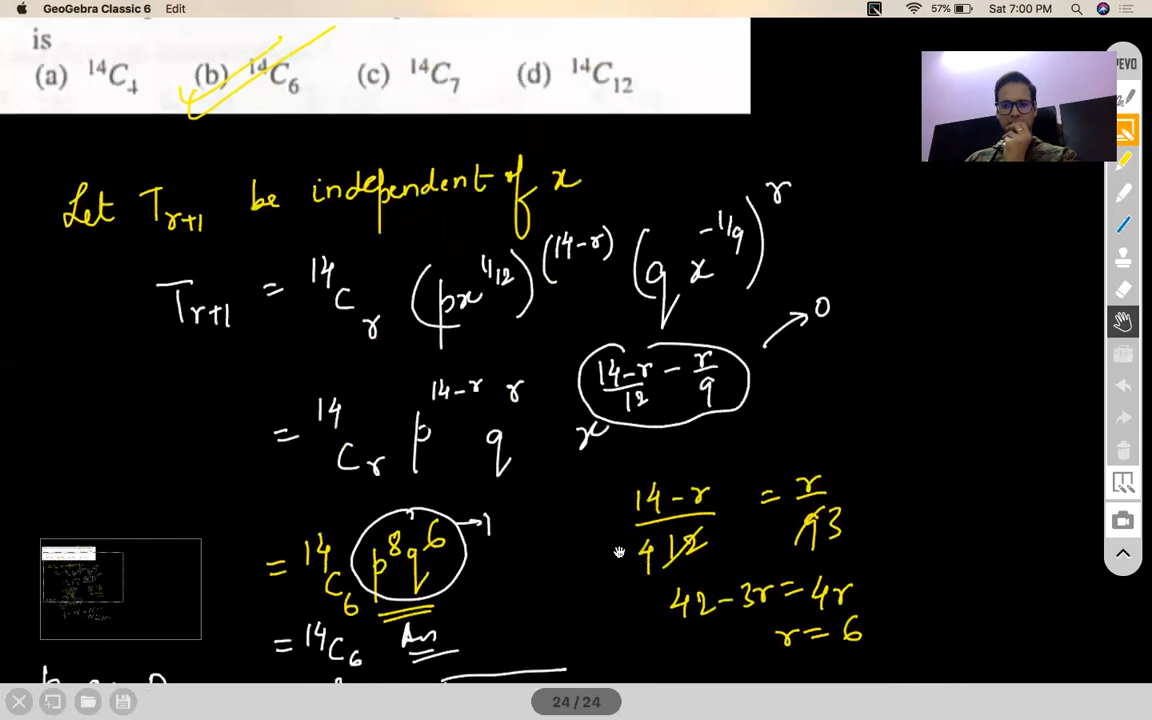 GeoGebra Classic 6 Edit 57% Sat 7:00 PM
is
(a) ¹⁴C₄ (b) ¹⁴C₆ (c) ¹⁴C₇ (d) ¹⁴C₁₂
Let Tᵣ₊₁ be independent of x
Tᵣ₊₁ = ¹⁴Cᵣ (px^(1/12))^(14-r) (q x^(-1/9))^r
→ 0
= ¹⁴Cᵣ p^(14-r) q^r x^((14-r)/12 - r/9)
(14-r)/12 4 = r/9 3
= ¹⁴C₆ p⁸q⁶ → 1
42-3r = 4r
= ¹⁴C₆ Ans
r = 6
24 / 24